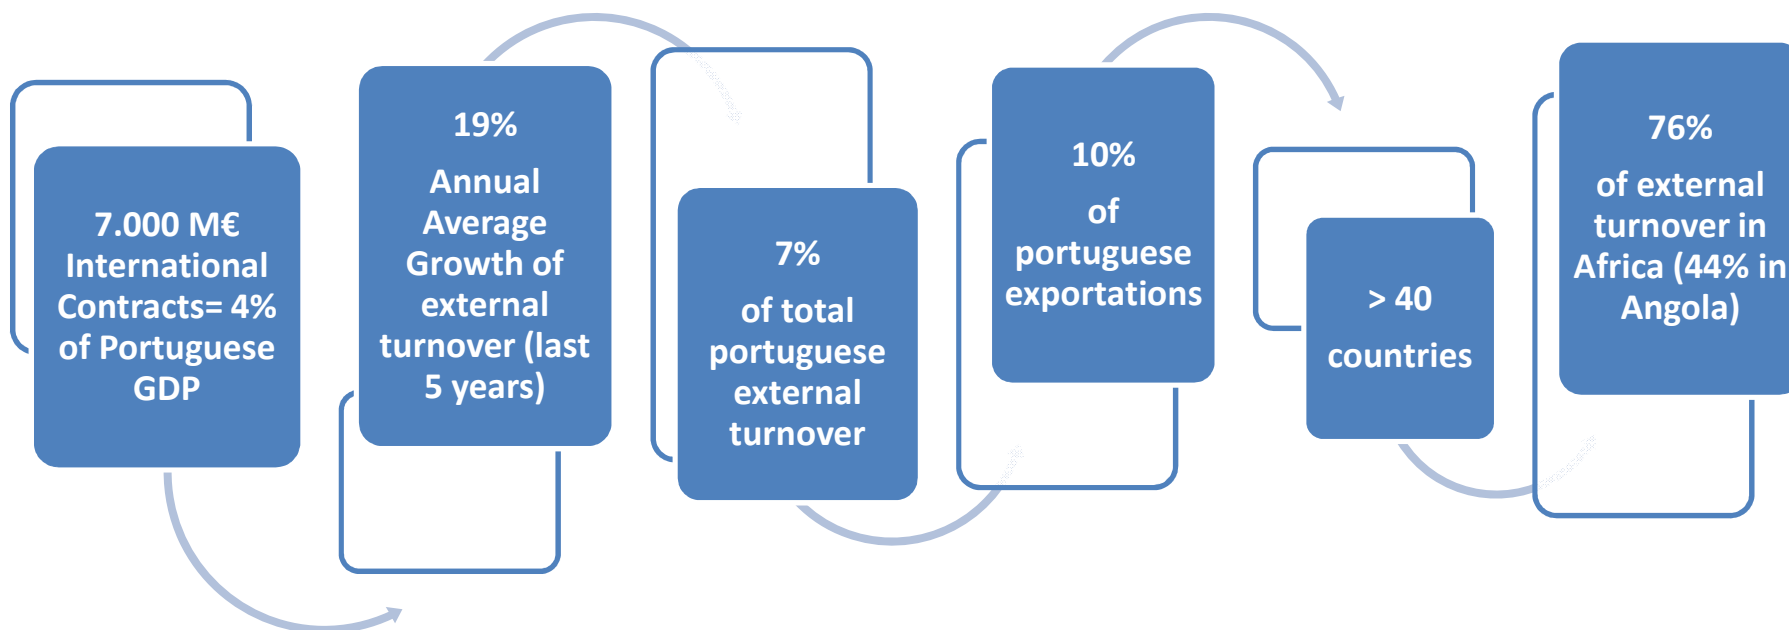 7.000 M€
International
Contracts= 4%
of Portuguese
GDP
19%
Annual
Average
Growth of
external
turnover (last
5 years)
7%
of total
portuguese
external
turnover
10%
of
portuguese
exportations
> 40
countries
76%
of external
turnover in
Africa (44% in
Angola)